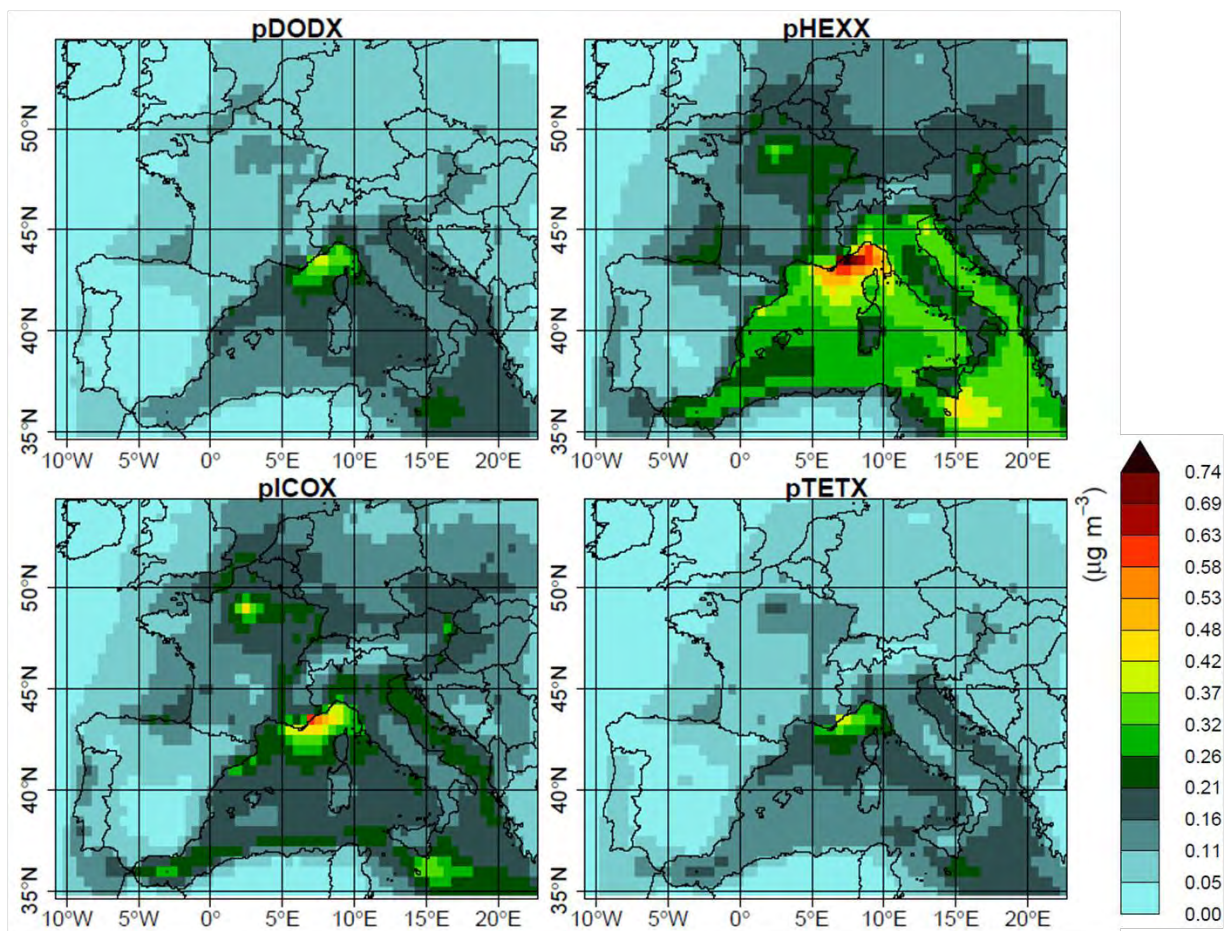 pDODX
pHEXX
50°N
45°N
40°N
35°N
10°W 5°W 0° 5°E 10°E 15°E 20°E
50°N
45°N
40°N
35°N
10°W 5°W 0° 5°E 10°E 15°E 20°E
pICOX
pTETX
50°N
45°N
40°N
35°N
10°W 5°W 0° 5°E 10°E 15°E 20°E
50°N
45°N
40°N
35°N
10°W 5°W 0° 5°E 10°E 15°E 20°E
(μg m⁻³)
0.74
0.69
0.63
0.58
0.53
0.48
0.42
0.37
0.32
0.26
0.21
0.16
0.11
0.05
0.00